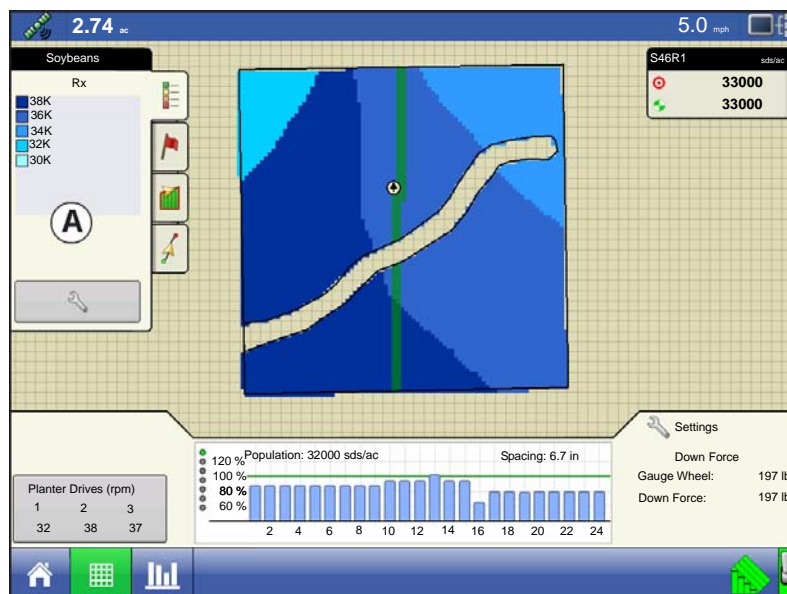 2.74 ac
5.0 mph
Soybeans
Rx
38K
36K
34K
32K
30K
A
S46R1 sds/ac
33000
33000
Population: 32000 sds/ac Spacing: 6.7 in
120 %
100 %
80 %
60 %
2 4 6 8 10 12 14 16 18 20 22 24
Planter Drives (rpm)
1 2 3
32 38 37
Settings
Down Force
Gauge Wheel: 197 lb
Down Force: 197 lb